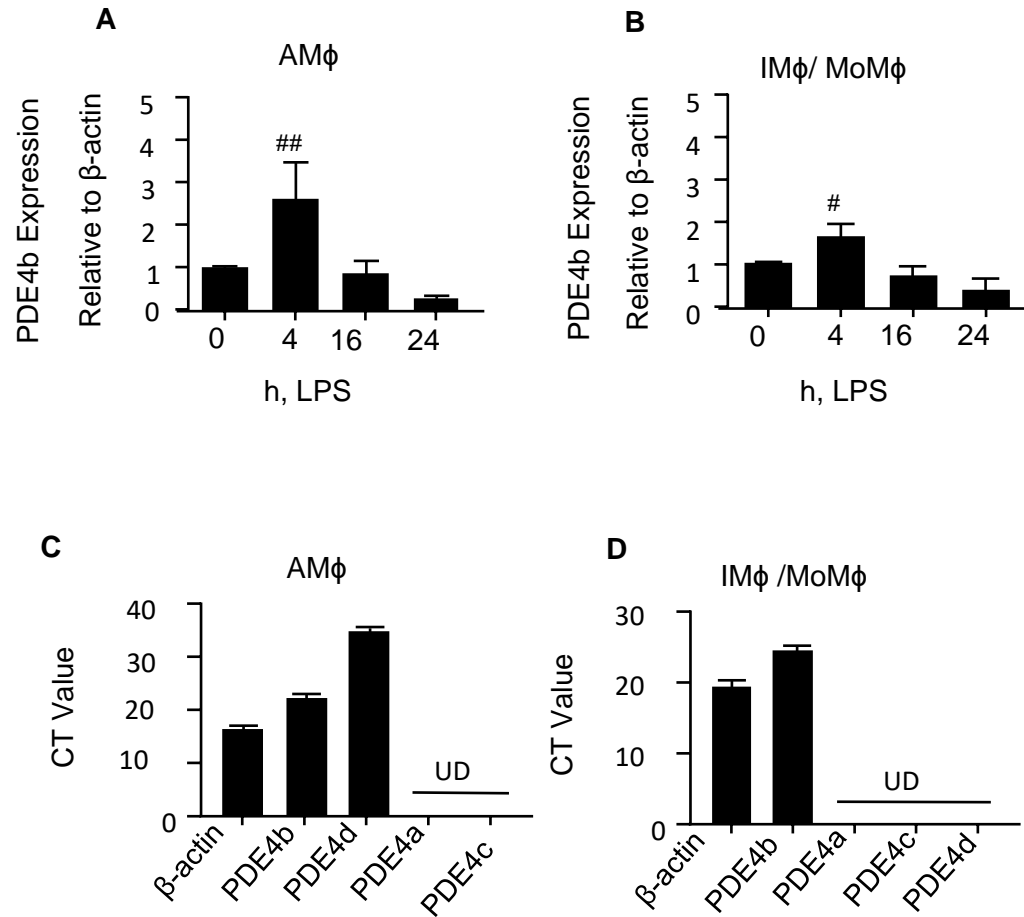 A
AMϕ
PDE4b Expression
Relative to β-actin
5
4
3
2
1
0
##
0 4 16 24
h, LPS
B
IMϕ/ MoMϕ
PDE4b Expression
Relative to β-actin
5
4
3
2
1
0
#
0 4 16 24
h, LPS
C
AMϕ
CT Value
40
30
20
10
0
UD
β-actin
PDE4b
PDE4d
PDE4a
PDE4c
D
IMϕ /MoMϕ
CT Value
30
20
10
0
UD
β-actin
PDE4b
PDE4a
PDE4c
PDE4d